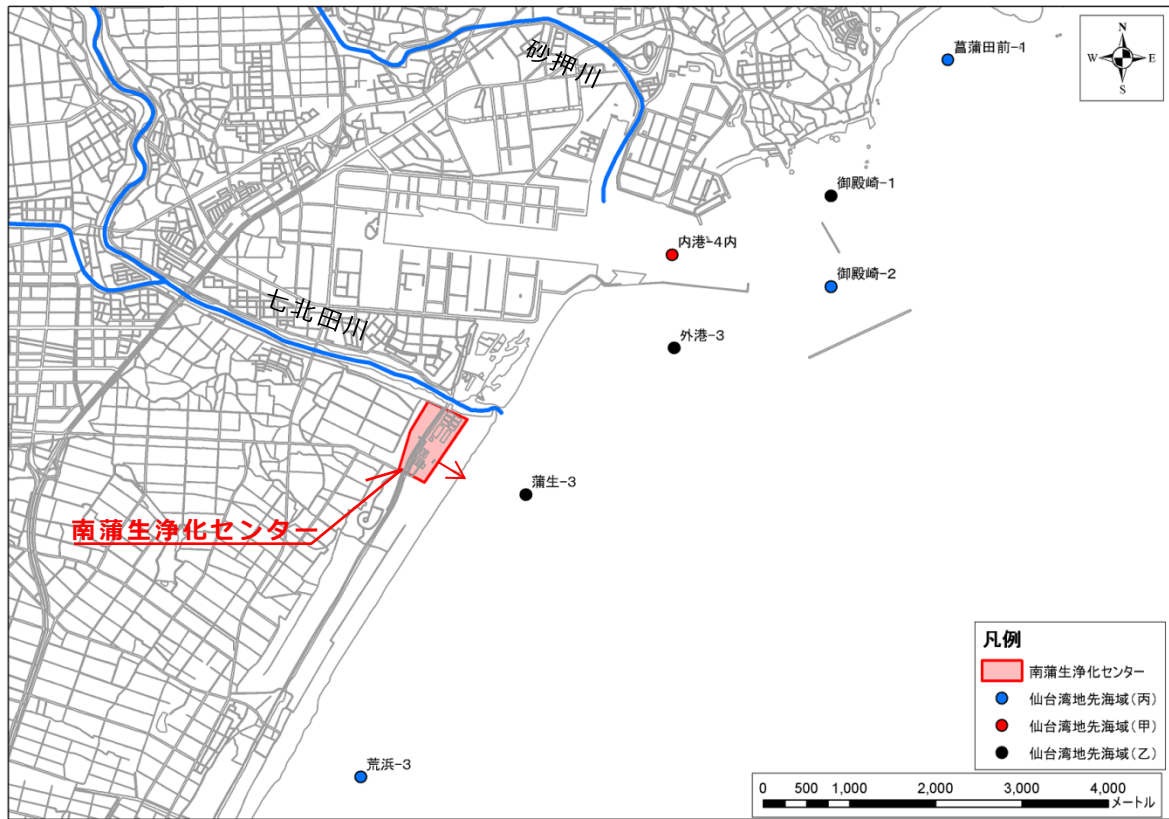 砂押川
菖蒲田前-1
N
W
E
S
御殿崎-1
内港-4内
御殿崎-2
七北田川
外港-3
蒲生-3
南蒲生浄化センター
荒浜-3
凡例
南蒲生浄化センター
仙台湾地先海域(丙)
仙台湾地先海域(甲)
仙台湾地先海域(乙)
0 500 1,000 2,000 3,000 4,000
メートル